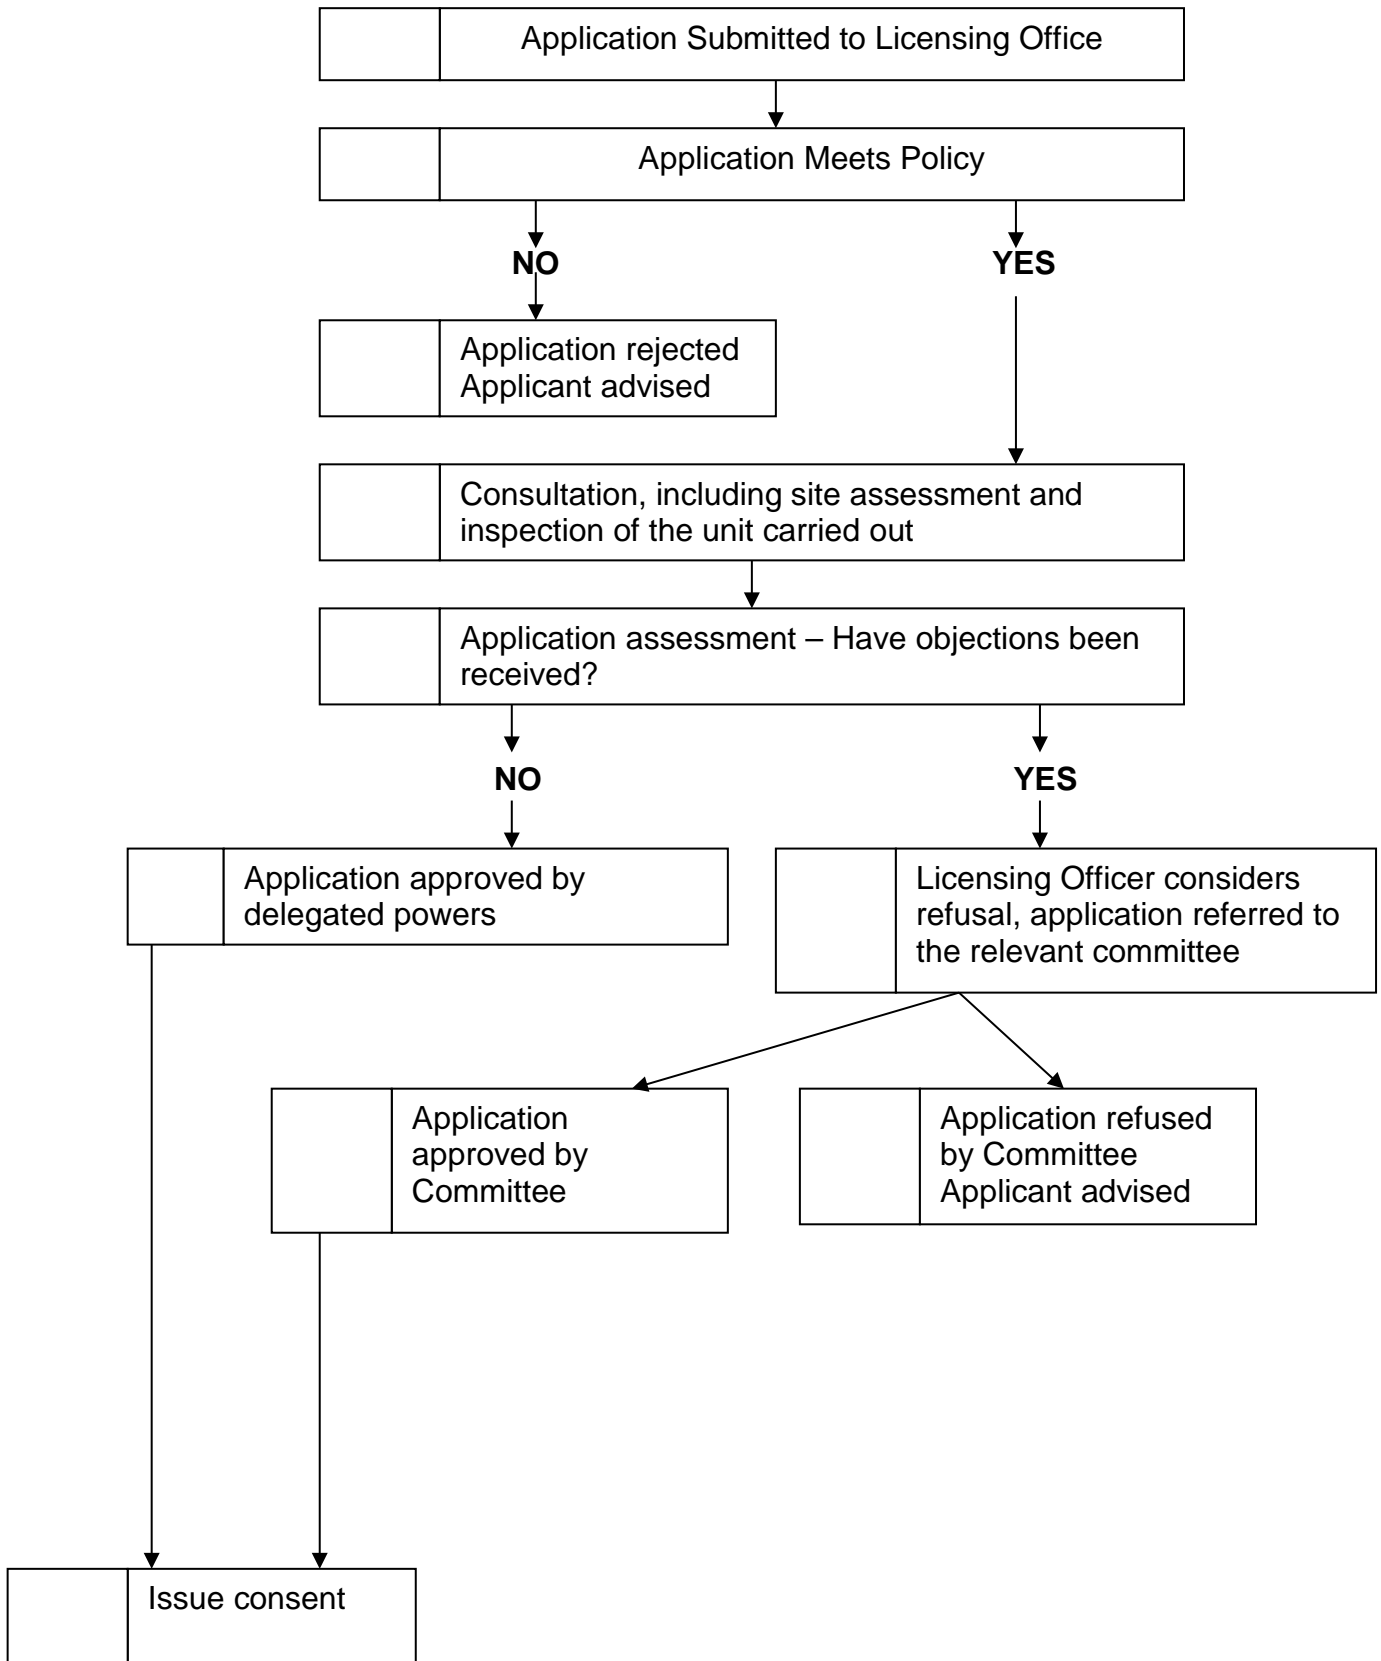 Application Submitted to Licensing Office
Application Meets Policy
NO
YES
Application rejected
Applicant advised
Consultation, including site assessment and
inspection of the unit carried out
Application assessment – Have objections been
received?
NO
YES
Application approved by
delegated powers
Licensing Officer considers
refusal, application referred to
the relevant committee
Application
approved by
Committee
Application refused
by Committee
Applicant advised
Issue consent